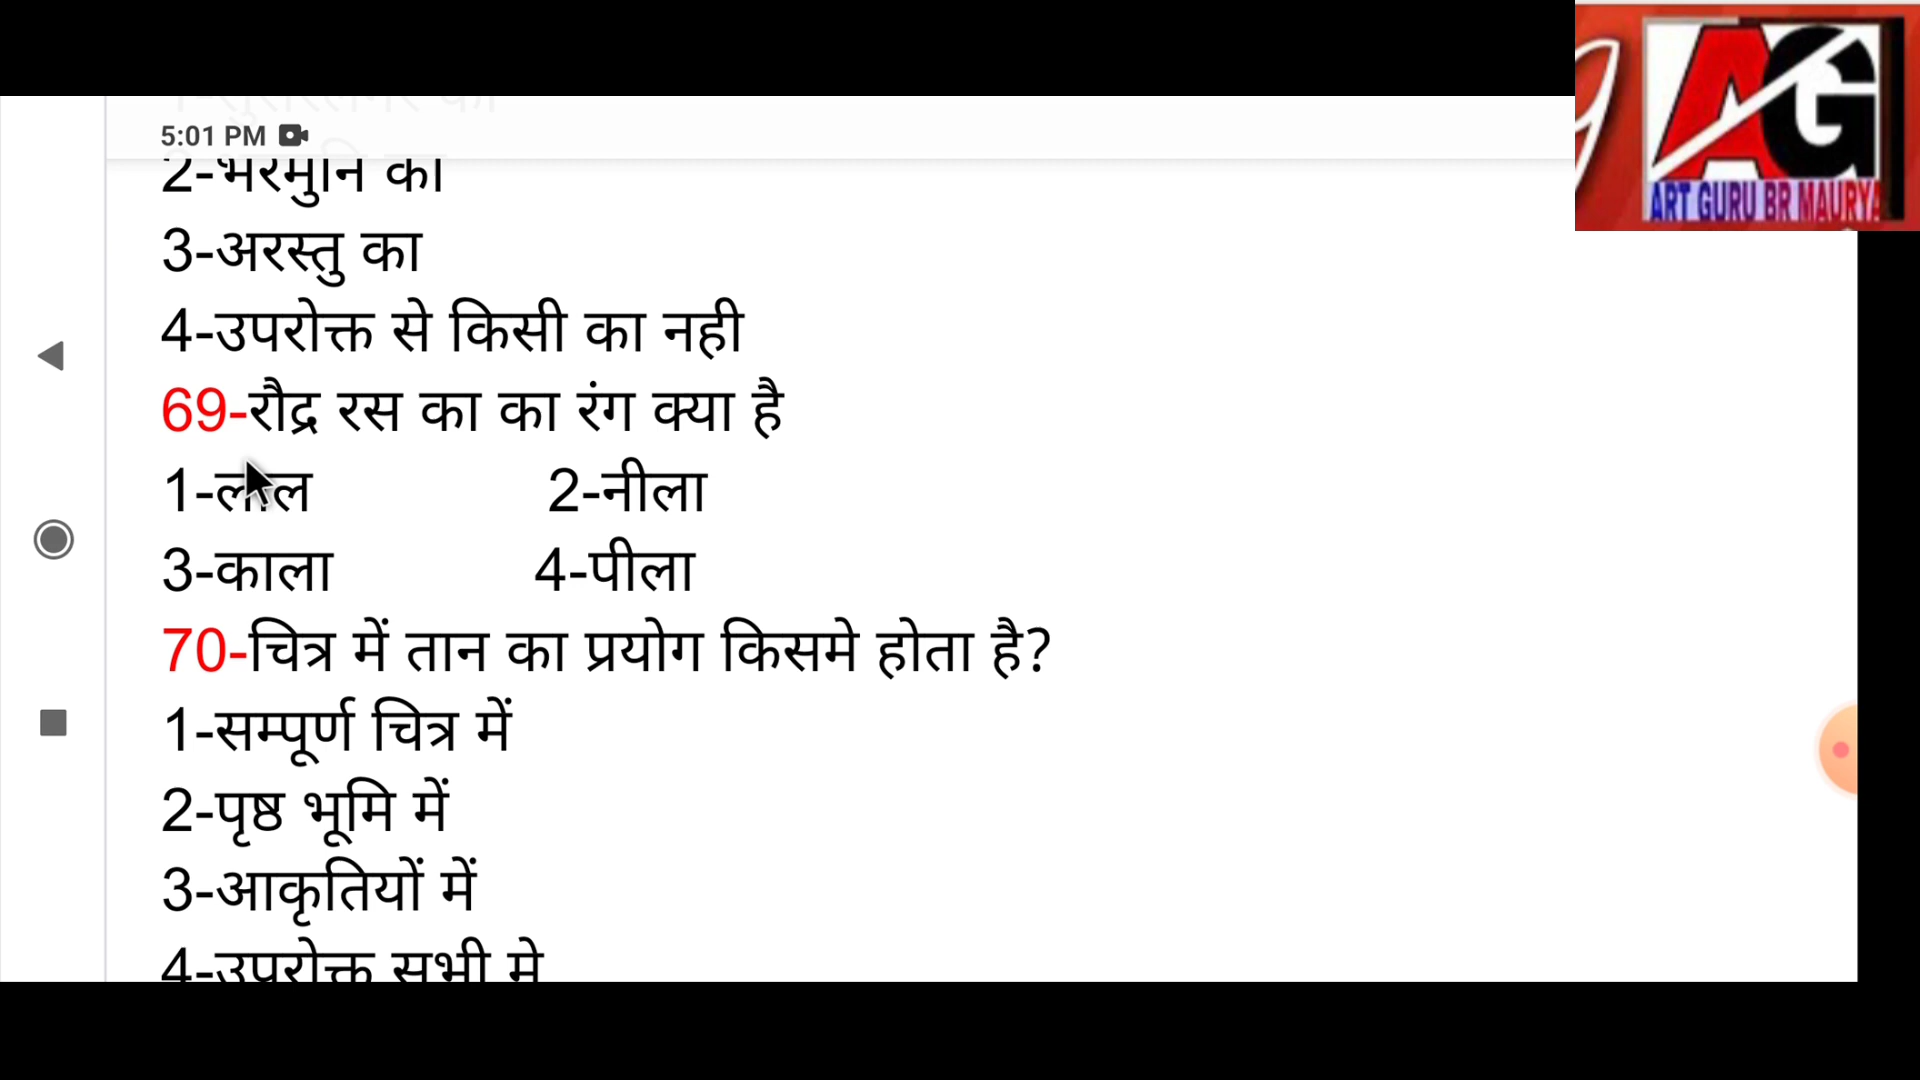 5:01 PM
ART GURU BR MAURYA
2-भरमुनि का
3-अरस्तु का
4-उपरोक्त से किसी का नही
69-रौद्र रस का का रंग क्या है
1-लाल 2-नीला
3-काला 4-पीला
70-चित्र में तान का प्रयोग किसमे होता है?
1-सम्पूर्ण चित्र में
2-पृष्ठ भूमि में
3-आकृतियों में
4-उपरोक्त सभी मे